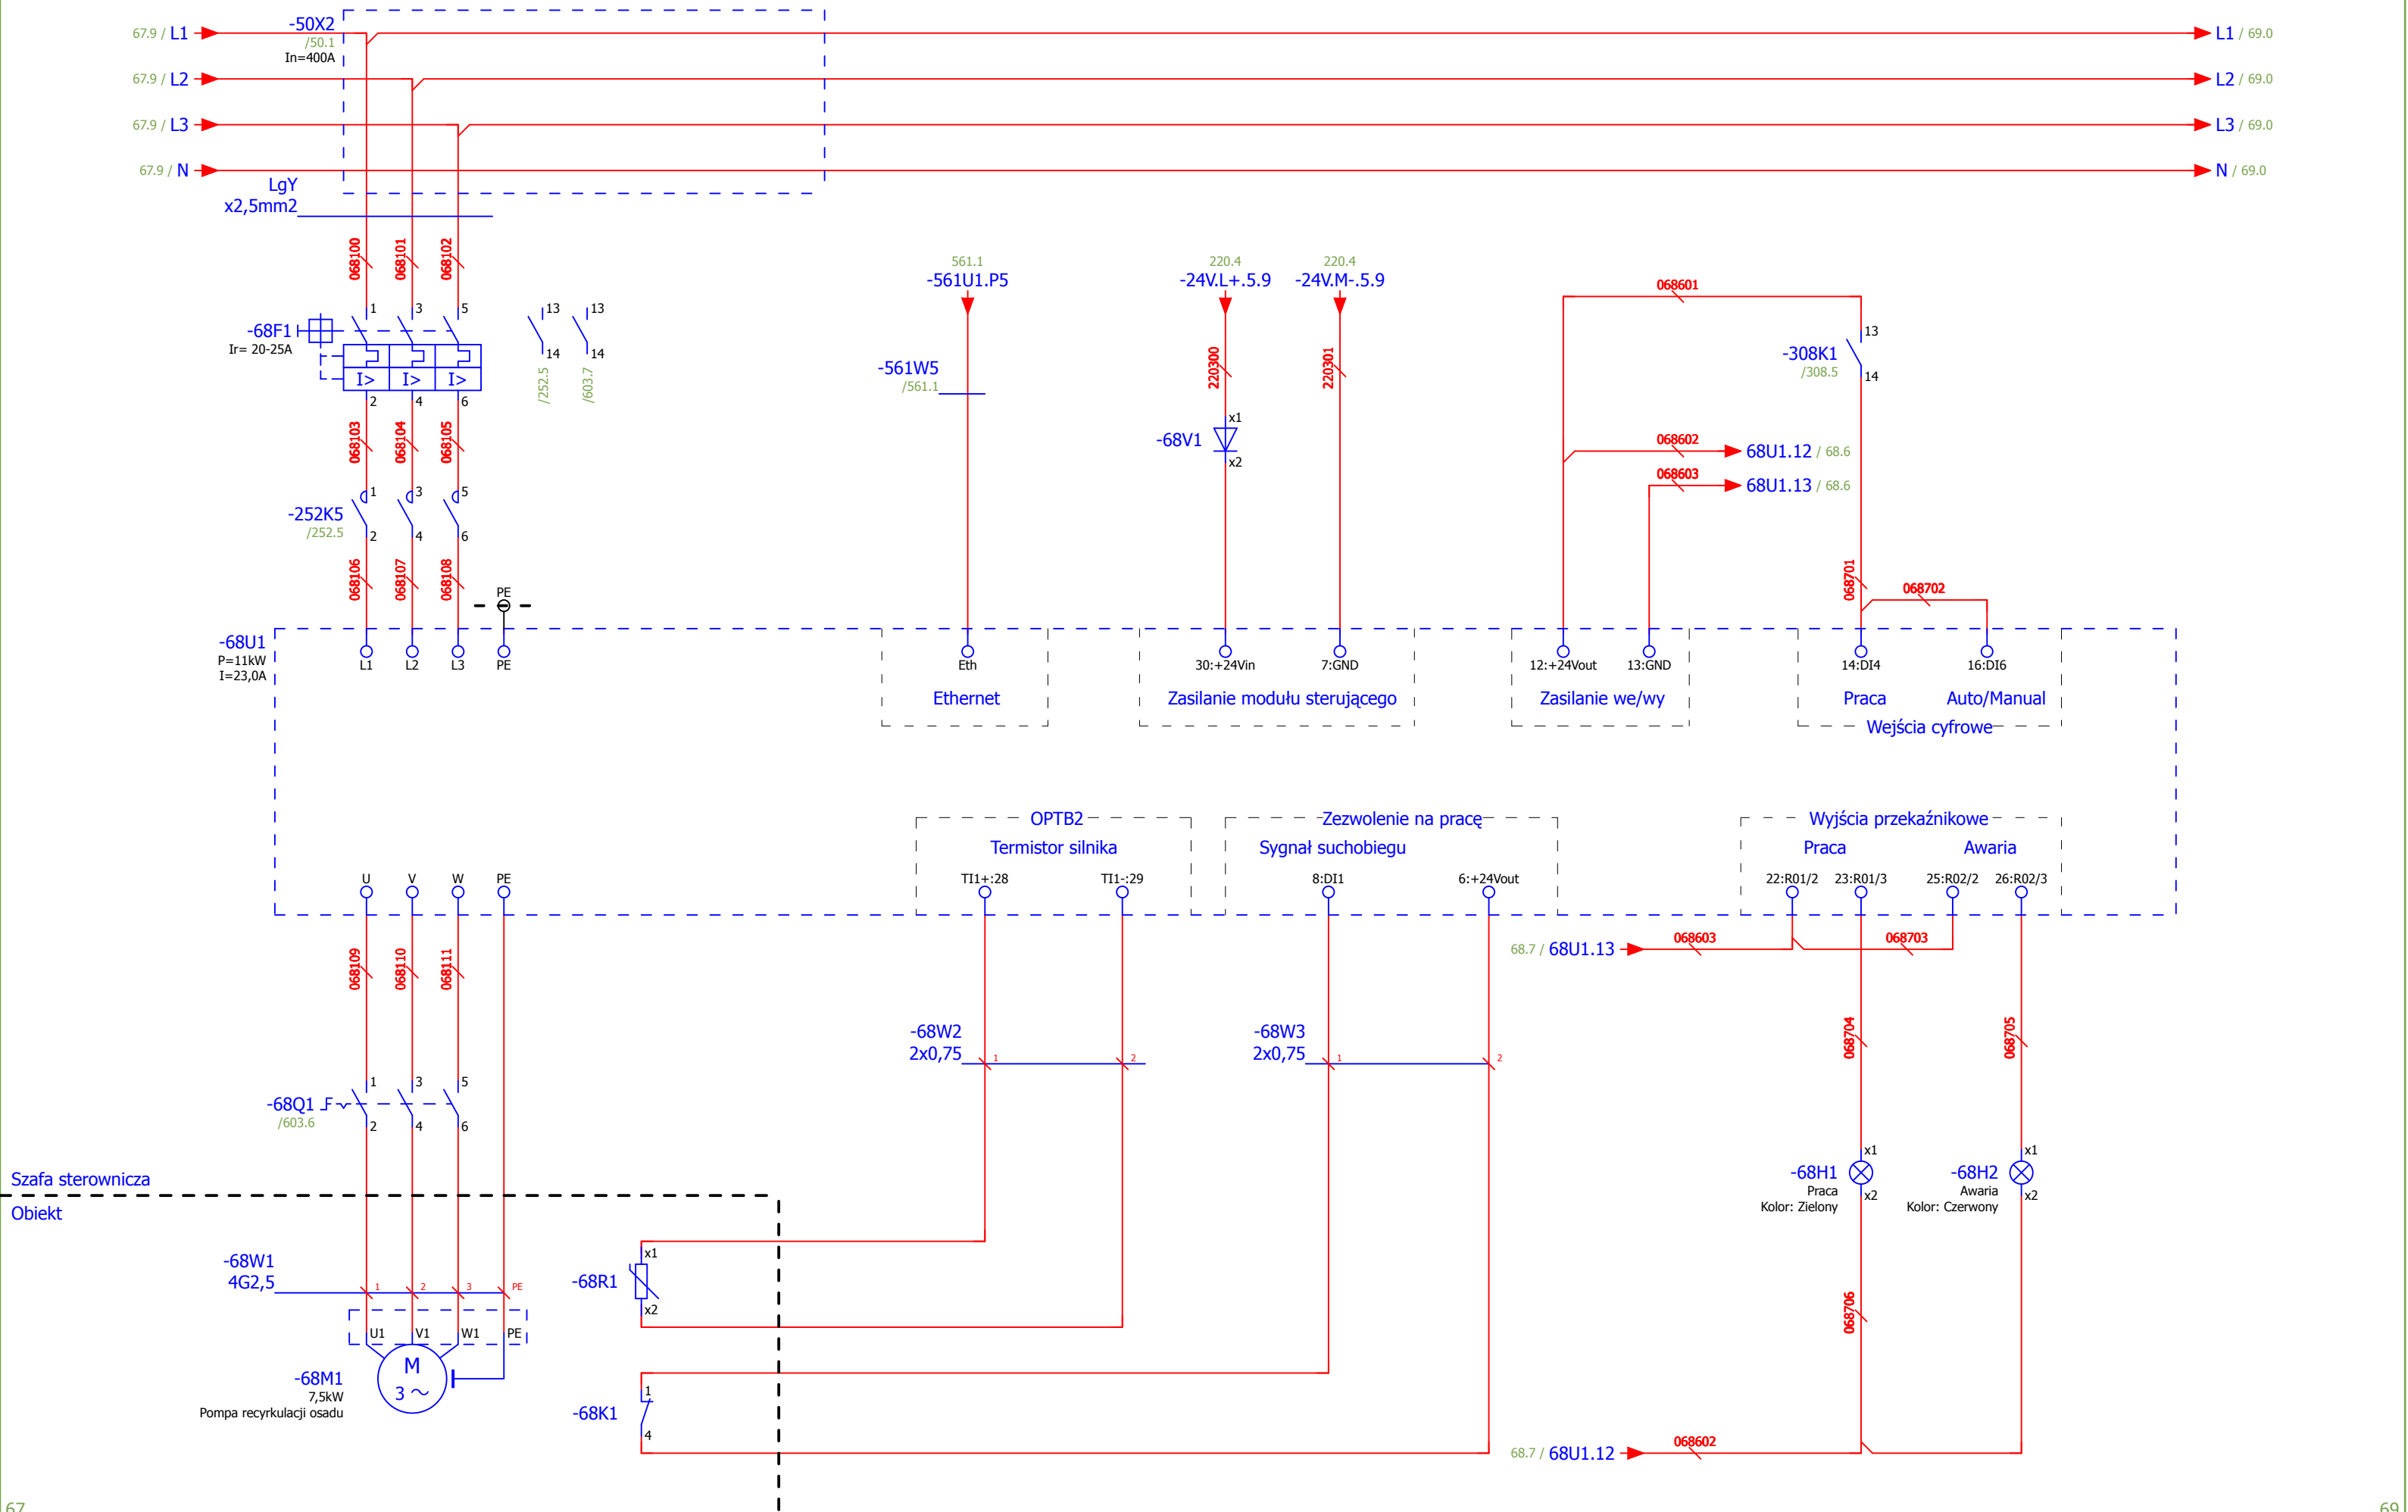 67.9 / L1
-50X2
/50.1
In=400A
L1 / 69.0
67.9 / L2
L2 / 69.0
67.9 / L3
L3 / 69.0
67.9 / N
N / 69.0
LgY
x2,5mm2
068100
068101
068102
561.1
-561U1.P5
220.4
-24V.L+.5.9
220.4
-24V.M-.5.9
068601
-68F1
Ir= 20-25A
1
3
5
I>
I>
I>
2
4
6
13
14
/252.5
13
14
/603.7
-561W5
/561.1
220300
220301
-308K1
/308.5
13
14
-68V1
x1
x2
068602
68U1.12 / 68.6
068603
68U1.13 / 68.6
068103
068104
068105
-252K5
/252.5
1
3
5
2
4
6
068106
068107
068108
PE
068701
068702
-68U1
P=11kW
I=23,0A
L1
L2
L3
PE
Eth
Ethernet
30:+24Vin
7:GND
Zasilanie modułu sterującego
12:+24Vout
13:GND
Zasilanie we/wy
14:DI4
16:DI6
Praca
Auto/Manual
Wejścia cyfrowe
OPTB2
Termistor silnika
TI1+:28
TI1-:29
Zezwolenie na pracę
Sygnał suchobiegu
8:DI1
6:+24Vout
Wyjścia przekaźnikowe
Praca
Awaria
22:R01/2
23:R01/3
25:R02/2
26:R02/3
U
V
W
PE
068109
068110
068111
68.7 / 68U1.13
068603
068703
-68W2
2x0,75
1
2
-68W3
2x0,75
1
2
068704
068705
-68Q1
/603.6
1
3
5
2
4
6
-68H1
Praca
Kolor: Zielony
x1
x2
-68H2
Awaria
Kolor: Czerwony
x1
x2
Szafa sterownicza
Obiekt
-68W1
4G2,5
1
2
3
PE
-68R1
x1
x2
068706
U1
V1
W1
PE
M
3 ~
-68M1
7,5kW
Pompa recyrkulacji osadu
-68K1
1
4
68.7 / 68U1.12
068602
67
69